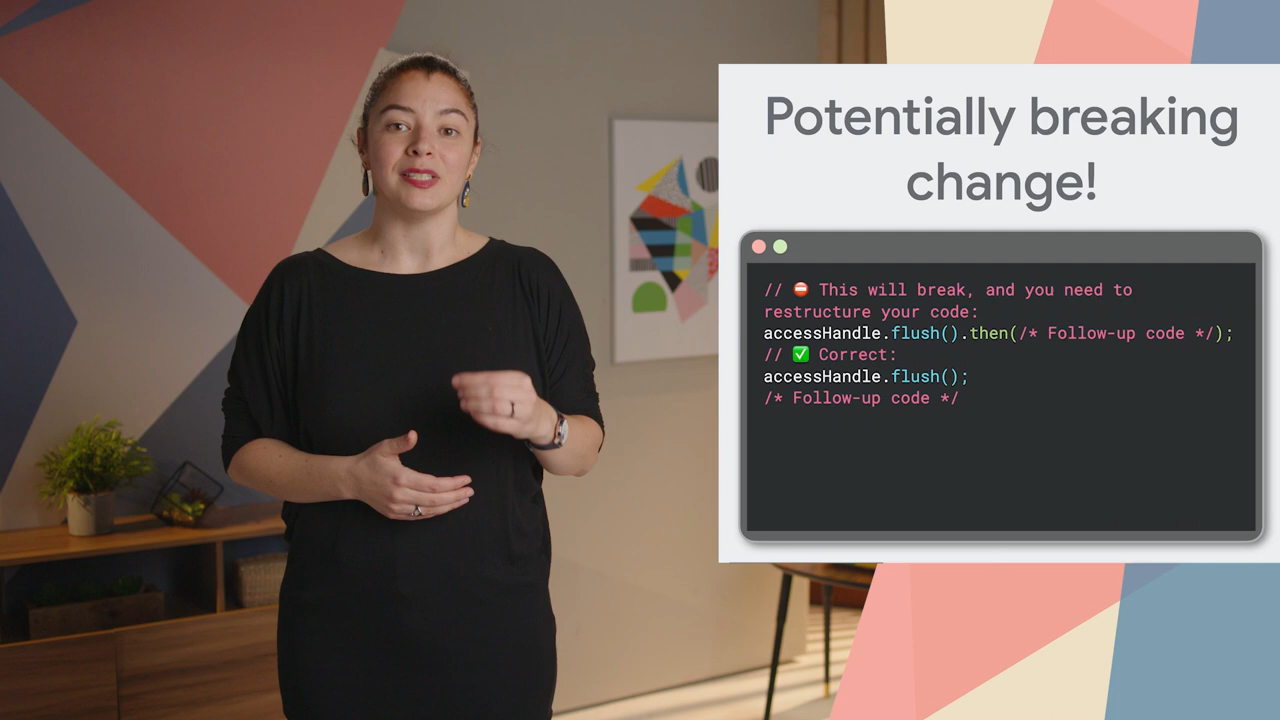 Potentially breaking
change!
// ⛔ This will break, and you need to
restructure your code:
accessHandle.flush().then(/* Follow-up code */);
// ✅ Correct:
accessHandle.flush();
/* Follow-up code */